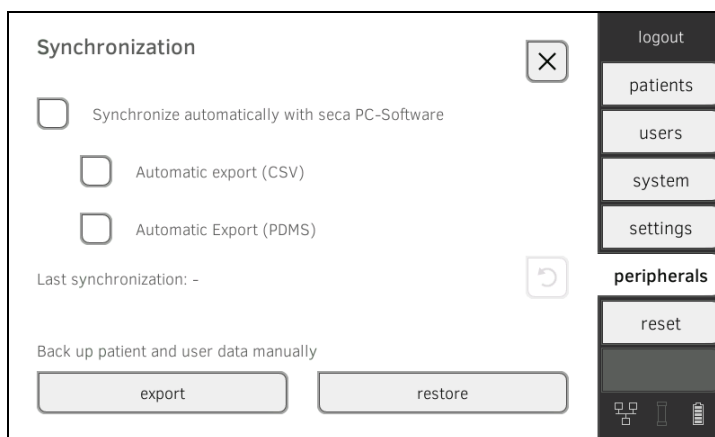 Synchronization
Synchronize automatically with seca PC-Software
Automatic export (CSV)
Automatic Export (PDMS)
Last synchronization: -
Back up patient and user data manually
export
restore
logout
patients
users
system
settings
peripherals
reset